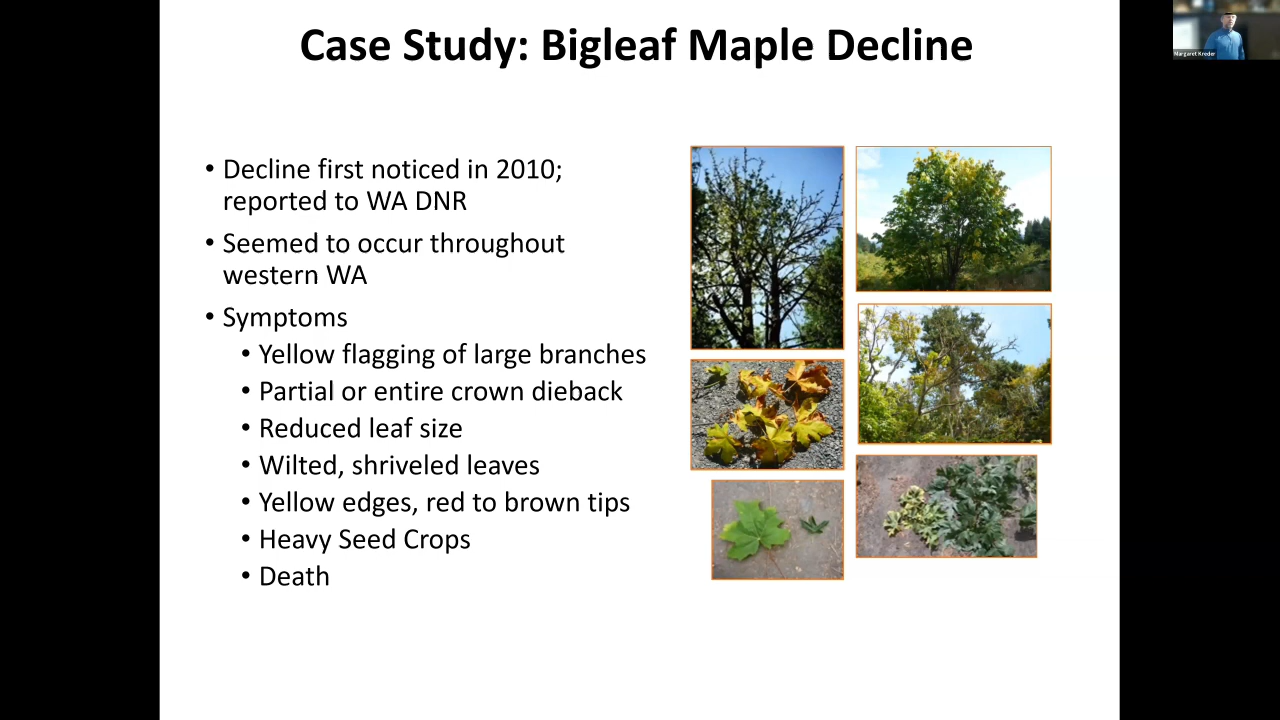 Case Study: Bigleaf Maple Decline
• Decline first noticed in 2010;
reported to WA DNR
• Seemed to occur throughout
western WA
• Symptoms
• Yellow flagging of large branches
• Partial or entire crown dieback
• Reduced leaf size
• Wilted, shriveled leaves
• Yellow edges, red to brown tips
• Heavy Seed Crops
• Death
Margaret Kreder